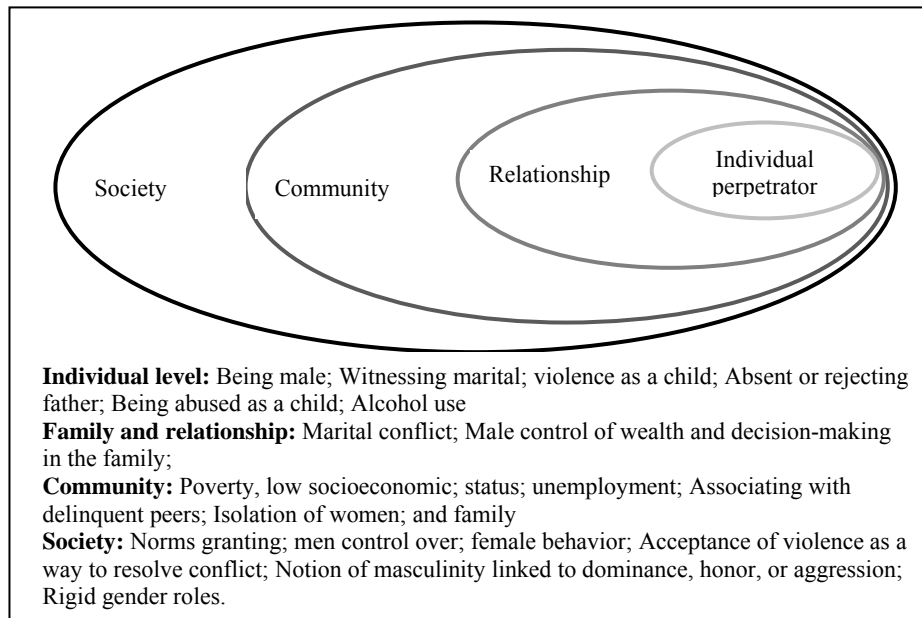 Society
Community
Relationship
Individual
perpetrator
Individual level: Being male; Witnessing marital; violence as a child; Absent or rejecting
father; Being abused as a child; Alcohol use
Family and relationship: Marital conflict; Male control of wealth and decision-making
in the family;
Community: Poverty, low socioeconomic; status; unemployment; Associating with
delinquent peers; Isolation of women; and family
Society: Norms granting; men control over; female behavior; Acceptance of violence as a
way to resolve conflict; Notion of masculinity linked to dominance, honor, or aggression;
Rigid gender roles.